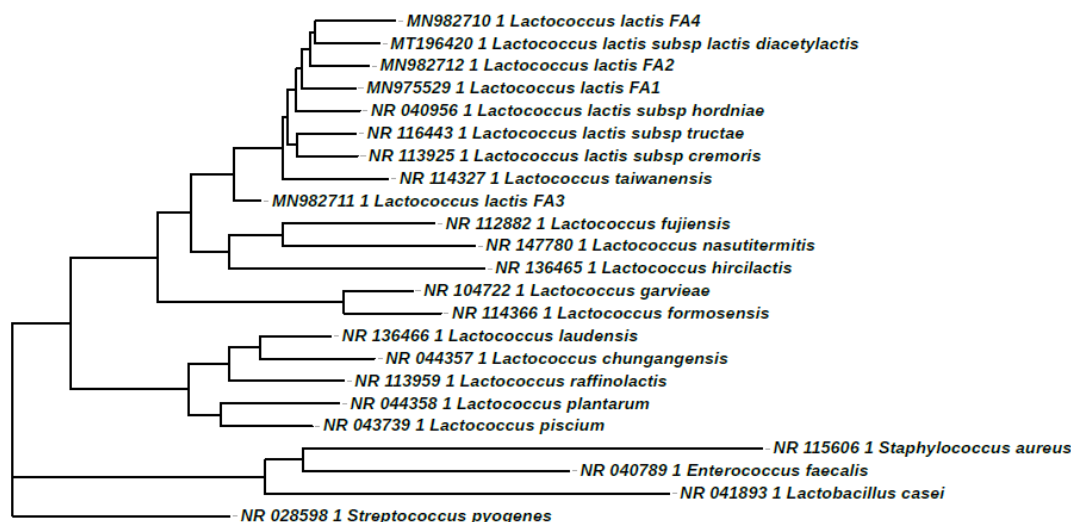 MN982710 1 Lactococcus lactis FA4
MT196420 1 Lactococcus lactis subsp lactis diacetylactis
MN982712 1 Lactococcus lactis FA2
MN975529 1 Lactococcus lactis FA1
NR 040956 1 Lactococcus lactis subsp hordniae
NR 116443 1 Lactococcus lactis subsp tructae
NR 113925 1 Lactococcus lactis subsp cremoris
NR 114327 1 Lactococcus taiwanensis
MN982711 1 Lactococcus lactis FA3
NR 112882 1 Lactococcus fujiensis
NR 147780 1 Lactococcus nasutitermitis
NR 136465 1 Lactococcus hircilactis
NR 104722 1 Lactococcus garvieae
NR 114366 1 Lactococcus formosensis
NR 136466 1 Lactococcus laudensis
NR 044357 1 Lactococcus chungangensis
NR 113959 1 Lactococcus raffinolactis
NR 044358 1 Lactococcus plantarum
NR 043739 1 Lactococcus piscium
NR 115606 1 Staphylococcus aureus
NR 040789 1 Enterococcus faecalis
NR 041893 1 Lactobacillus casei
NR 028598 1 Streptococcus pyogenes